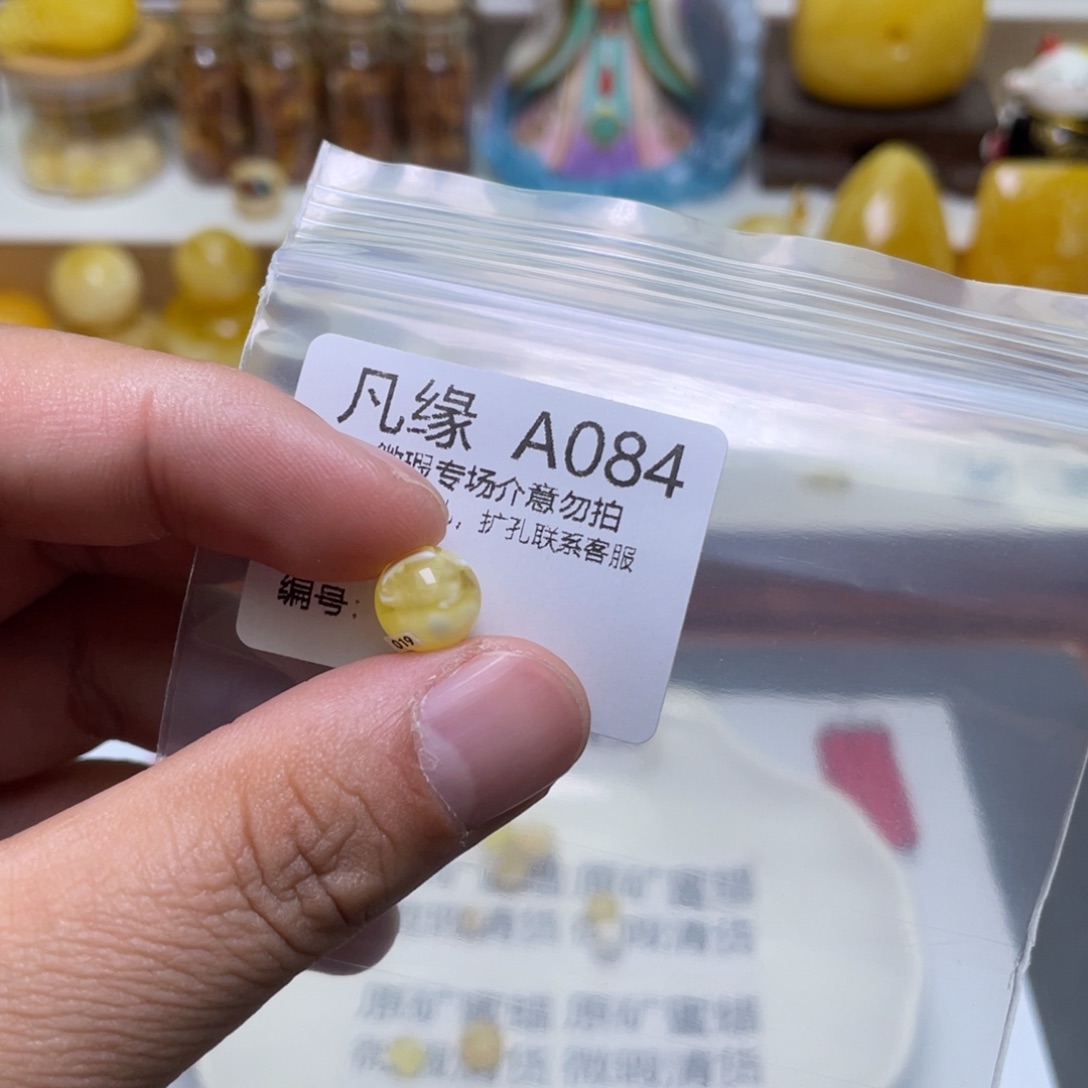 凡缘 A084
微瑕专场介意勿拍
孔，扩孔联系客服
编号：
019
原矿蜜蜡 原矿蜜蜡
微瑕清货 微瑕清货
原矿蜜蜡 原矿蜜蜡
微瑕清货 微瑕清货